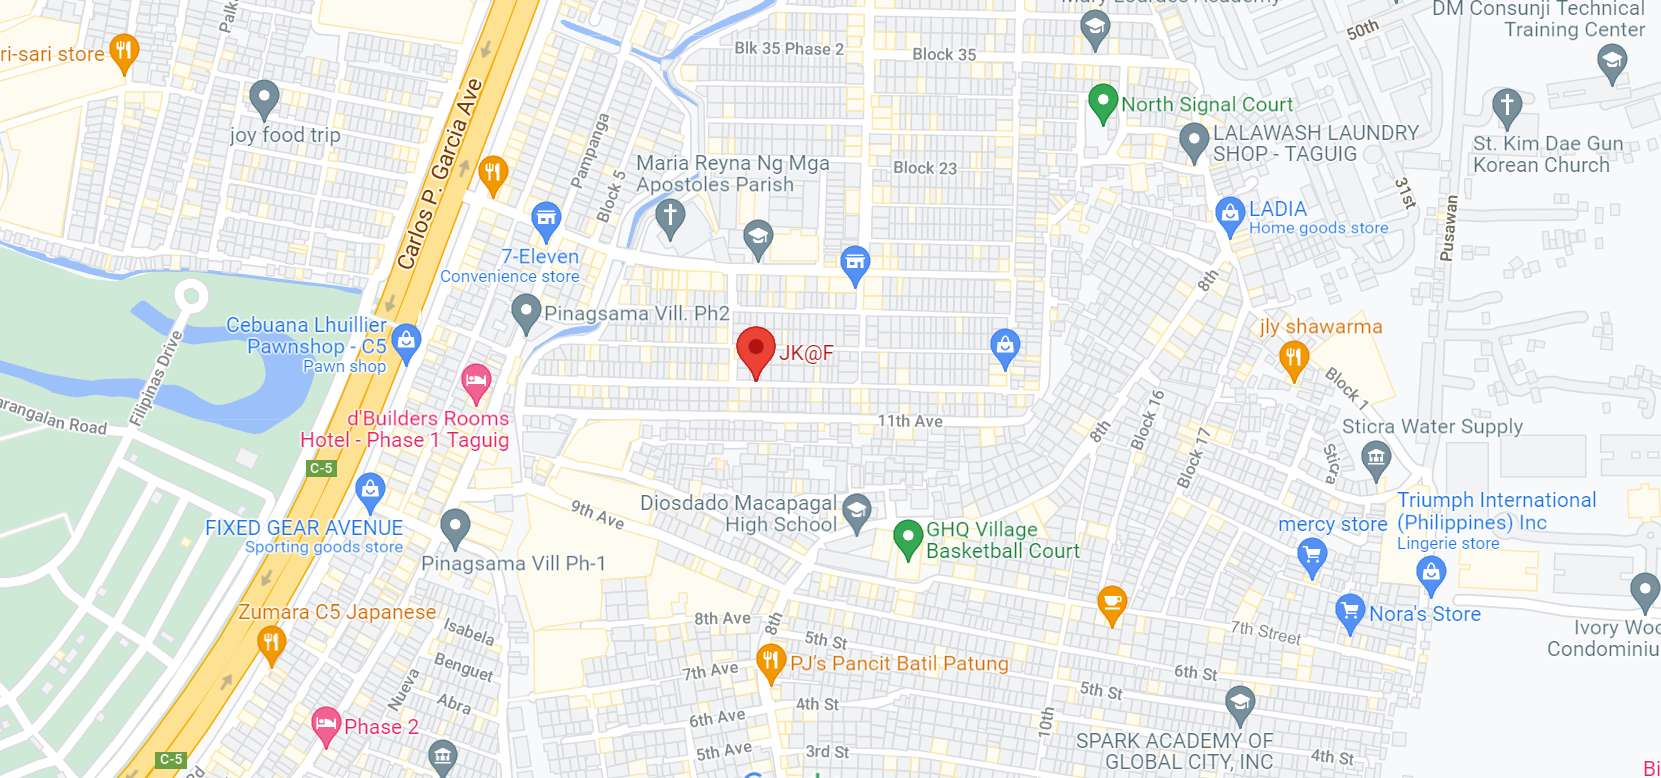 Mary Lourdes Academy
DM Consunji Technical
Training Center
50th
Palka
Blk 35 Phase 2
Block 35
ri-sari store
Carlos P. Garcia Ave
joy food trip
North Signal Court
LALAWASH LAUNDRY
SHOP - TAGUIG
St. Kim Dae Gun
Korean Church
Pampanga
Block 5
Maria Reyna Ng Mga
Apostoles Parish
Block 23
31st
Pusawan
LADIA
Home goods store
7-Eleven
Convenience store
8th
Pinagsama Vill. Ph2
Cebuana Lhuillier
Pawnshop - C5
Pawn shop
Filipinas Drive
JK@F
jly shawarma
Block 1
arangalan Road
d'Builders Rooms
Hotel - Phase 1 Taguig
11th Ave
8th
Block 16
Block 17
Sticra Water Supply
Sticra
C-5
FIXED GEAR AVENUE
Sporting goods store
9th Ave
Diosdado Macapagal
High School
GHQ Village
Basketball Court
Triumph International
(Philippines) Inc
Lingerie store
mercy store
Pinagsama Vill Ph-1
Zumara C5 Japanese
Isabela
8th Ave
8th
5th St
7th Street
Nora's Store
Ivory Woo
Condominiu
Benguet
7th Ave
PJ's Pancit Batil Patung
6th St
5th St
Nueva
Abra
Phase 2
6th Ave
4th St
10th
5th Ave
3rd St
SPARK ACADEMY OF
GLOBAL CITY, INC
4th St
C-5
Rd
Bi